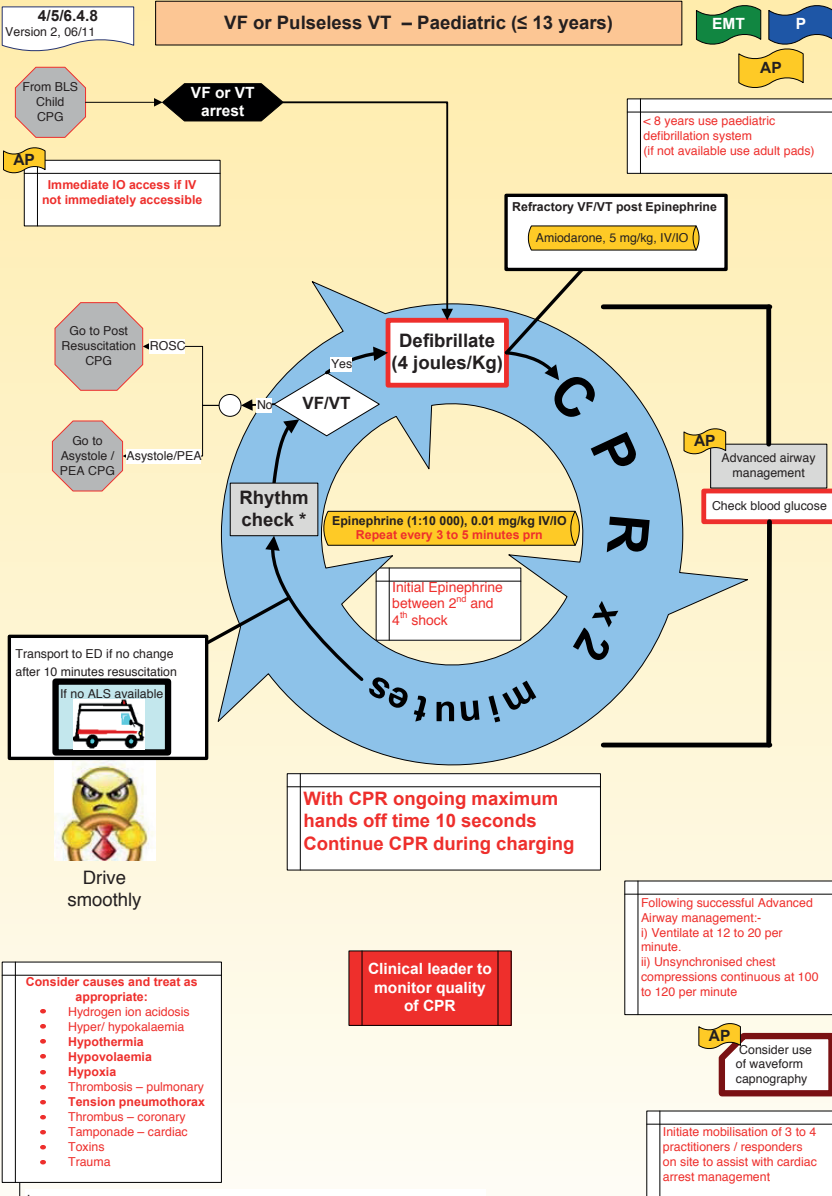 4/5/6.4.8
Version 2, 06/11
VF or Pulseless VT – Paediatric (≤ 13 years)
EMT
P
AP
From BLS
Child
CPG
VF or VT
arrest
< 8 years use paediatric
defibrillation system
(if not available use adult pads)
AP
Immediate IO access if IV
not immediately accessible
Refractory VF/VT post Epinephrine
Amiodarone, 5 mg/kg, IV/IO
Go to Post
Resuscitation
CPG
ROSC
Defibrillate
(4 joules/Kg)
Yes
VF/VT
No
Go to
Asystole /
PEA CPG
Asystole/PEA
CPR x2 minutes
AP
Advanced airway
management
Check blood glucose
Rhythm
check *
Epinephrine (1:10 000), 0.01 mg/kg IV/IO
Repeat every 3 to 5 minutes prn
Initial Epinephrine
between 2nd and
4th shock
Transport to ED if no change
after 10 minutes resuscitation
If no ALS available
Drive
smoothly
With CPR ongoing maximum
hands off time 10 seconds
Continue CPR during charging
Following successful Advanced
Airway management:-
i) Ventilate at 12 to 20 per
minute.
ii) Unsynchronised chest
compressions continuous at 100
to 120 per minute
Clinical leader to
monitor quality
of CPR
Consider causes and treat as
appropriate:
• Hydrogen ion acidosis
• Hyper/ hypokalaemia
• Hypothermia
• Hypovolaemia
• Hypoxia
• Thrombosis – pulmonary
• Tension pneumothorax
• Thrombus – coronary
• Tamponade – cardiac
• Toxins
• Trauma
AP
Consider use
of waveform
capnography
Initiate mobilisation of 3 to 4
practitioners / responders
on site to assist with cardiac
arrest management